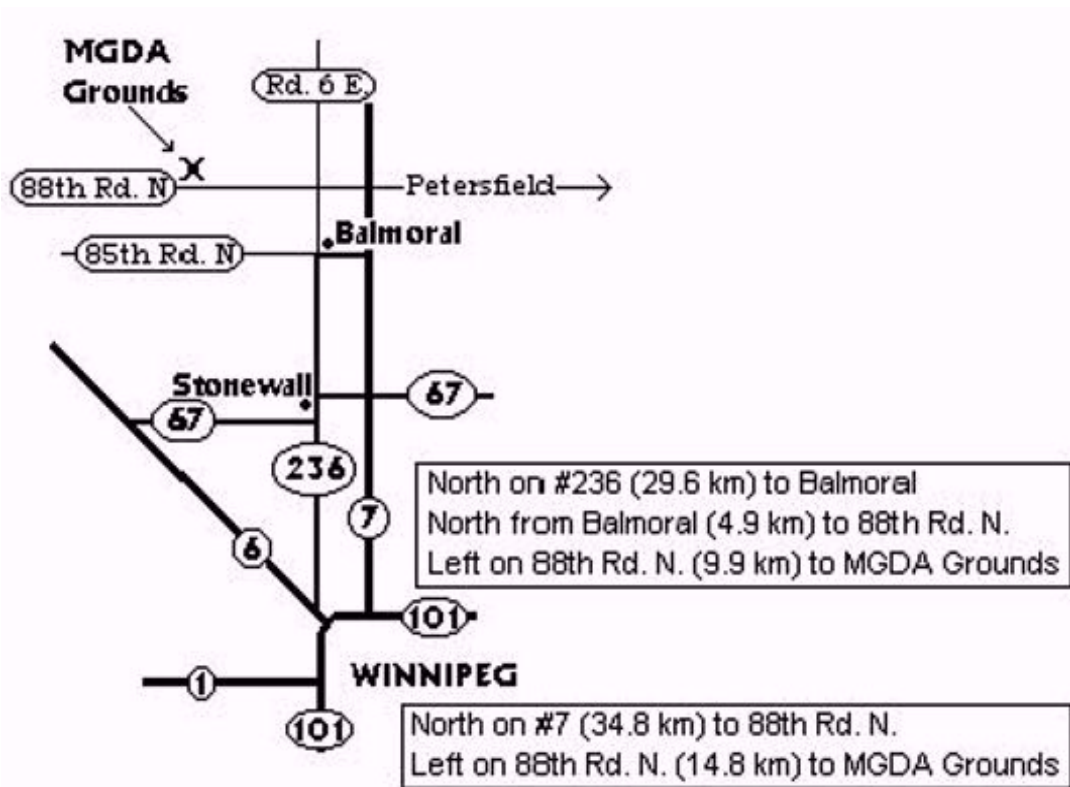 MGDA
Grounds
Rd. 6 E.
88th Rd. N
Petersfield
Balmoral
85th Rd. N
Stonewall
67
67
236
7
6
North on #236 (29.6 km) to Balmoral
North from Balmoral (4.9 km) to 88th Rd. N.
Left on 88th Rd. N. (9.9 km) to MGDA Grounds
101
1
WINNIPEG
101
North on #7 (34.8 km) to 88th Rd. N.
Left on 88th Rd. N. (14.8 km) to MGDA Grounds